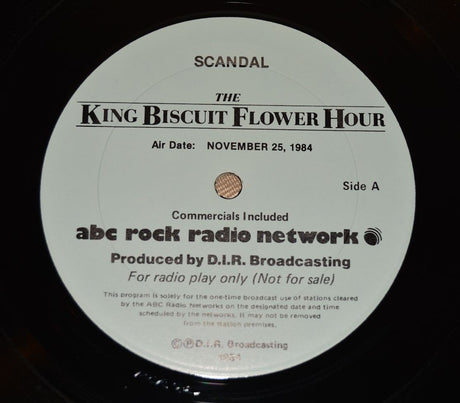 SCANDAL
THE
KING BISCUIT FLOWER HOUR
Air Date: NOVEMBER 25, 1984
Side A
Commercials Included
abc rock radio network
Produced by D.I.R. Broadcasting
For radio play only (Not for sale)
This program is solely for the one-time broadcast use of stations cleared
by the ABC Radio Networks on the designated date and time
scheduled by the networks. It may not be removed
from the station premises.
©℗D.I.R. Broadcasting
1984